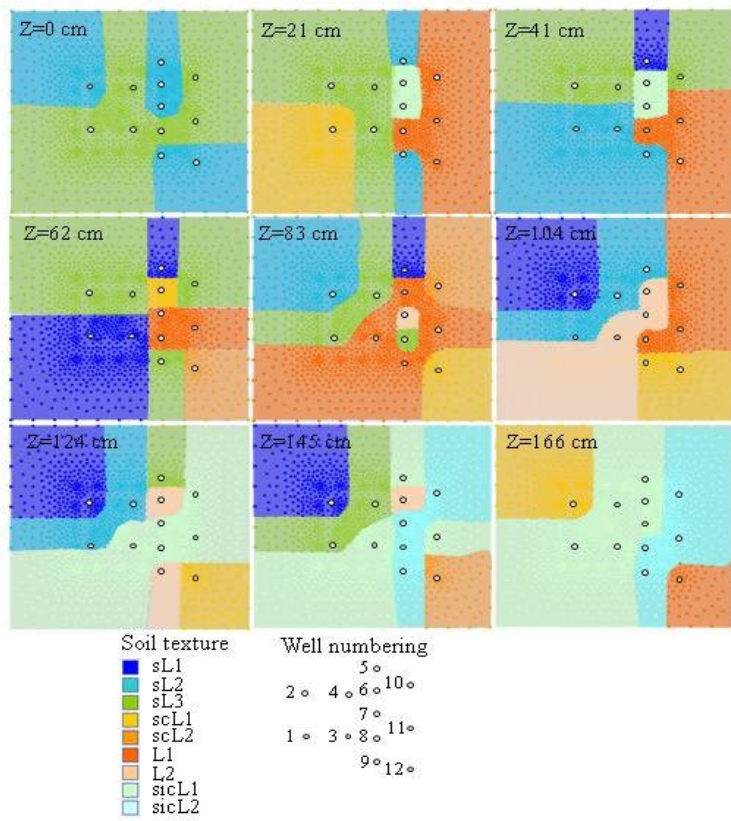 Z=0 cm
Z=21 cm
Z=41 cm
Z=62 cm
Z=83 cm
Z=104 cm
Z=124 cm
Z=145 cm
Z=166 cm
Soil texture
sL1
sL2
sL3
scL1
scL2
L1
L2
sicL1
sicL2
Well numbering
5
10
2 4 6
7
11
1 3 8
9
12